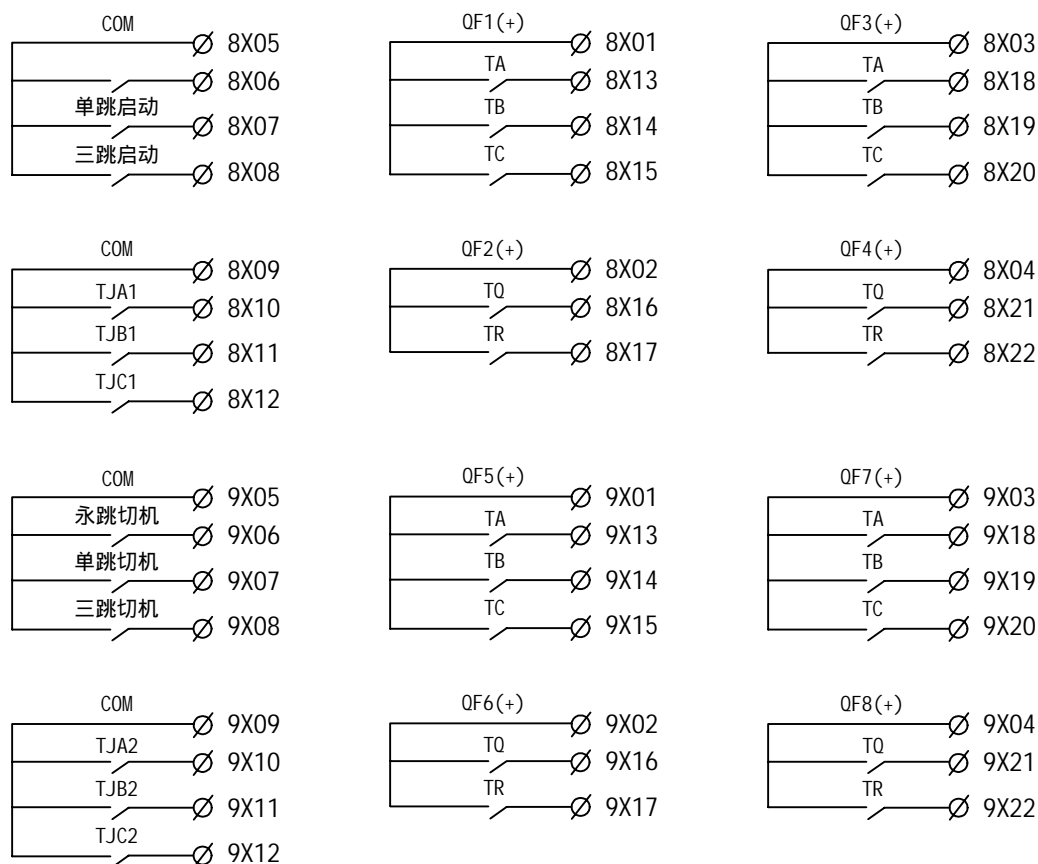 COM
8X05
8X06
单跳启动
8X07
三跳启动
8X08
QF1(+)
8X01
TA
8X13
TB
8X14
TC
8X15
QF3(+)
8X03
TA
8X18
TB
8X19
TC
8X20
COM
8X09
TJA1
8X10
TJB1
8X11
TJC1
8X12
QF2(+)
8X02
TQ
8X16
TR
8X17
QF4(+)
8X04
TQ
8X21
TR
8X22
COM
9X05
永跳切机
9X06
单跳切机
9X07
三跳切机
9X08
QF5(+)
9X01
TA
9X13
TB
9X14
TC
9X15
QF7(+)
9X03
TA
9X18
TB
9X19
TC
9X20
COM
9X09
TJA2
9X10
TJB2
9X11
TJC2
9X12
QF6(+)
9X02
TQ
9X16
TR
9X17
QF8(+)
9X04
TQ
9X21
TR
9X22